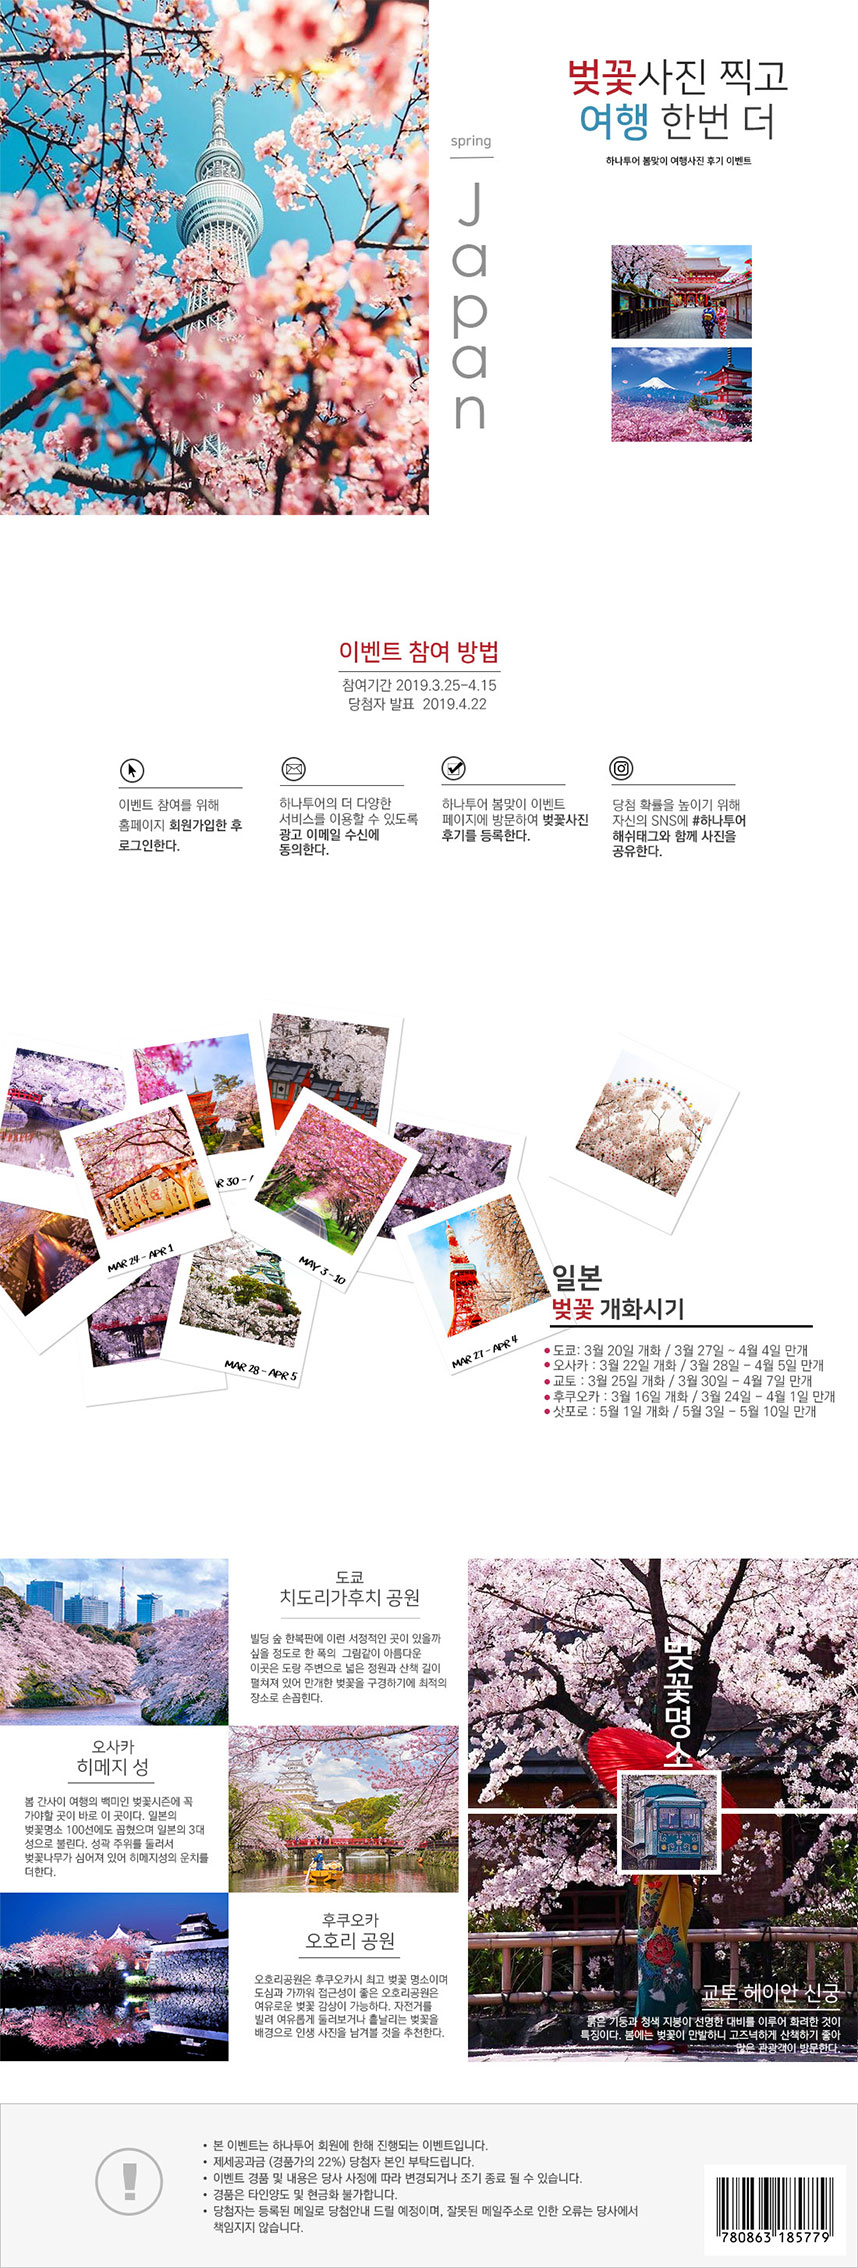 벚꽃사진 찍고
여행 한번 더
하나투어 봄맞이 여행사진 후기 이벤트
spring
Japan
이벤트 참여 방법
참여기간 2019.3.25-4.15
당첨자 발표 2019.4.22
이벤트 참여를 위해
홈페이지 회원가입한 후
로그인한다.
하나투어의 더 다양한
서비스를 이용할 수 있도록
광고 이메일 수신에
동의한다.
하나투어 봄맞이 이벤트
페이지에 방문하여 벚꽃사진
후기를 등록한다.
당첨 확률을 높이기 위해
자신의 SNS에 #하나투어
해쉬태그와 함께 사진을
공유한다.
MAR 24 - APR 1
MAY 3 - 10
MAR 28 - APR 5
MAR 27 - APR 4
일본
벚꽃 개화시기
• 도쿄: 3월 20일 개화 / 3월 27일 ~ 4월 4일 만개
• 오사카 : 3월 22일 개화 / 3월 28일 - 4월 5일 만개
• 교토 : 3월 25일 개화 / 3월 30일 - 4월 7일 만개
• 후쿠오카 : 3월 16일 개화 / 3월 24일 - 4월 1일 만개
• 삿포로 : 5월 1일 개화 / 5월 3일 - 5월 10일 만개
도쿄
치도리가후치 공원
빌딩 숲 한복판에 이런 서정적인 곳이 있을까
싶을 정도로 한 폭의 그림같이 아름다운
이곳은 도랑 주변으로 넓은 정원과 산책 길이
펼쳐져 있어 만개한 벚꽃을 구경하기에 최적의
장소로 손꼽힌다.
오사카
히메지 성
봄 간사이 여행의 백미인 벚꽃시즌에 꼭
가야할 곳이 바로 이 곳이다. 일본의
벚꽃명소 100선에도 꼽혔으며 일본의 3대
성으로 불린다. 성곽 주위를 둘러서
벚꽃나무가 심어져 있어 히메지성의 운치를
더한다.
후쿠오카
오호리 공원
오호리공원은 후쿠오카시 최고 벚꽃 명소이며
도심과 가까워 접근성이 좋은 오호리공원은
여유로운 벚꽃 감상이 가능하다. 자전거를
빌려 여유롭게 둘러보거나 흩날리는 벚꽃을
배경으로 인생 사진을 남겨볼 것을 추천한다.
벚꽃명소
교토 헤이안 신궁
붉은 기둥과 청색 지붕이 선명한 대비를 이루어 화려한 것이
특징이다. 봄에는 벚꽃이 만발하니 고즈넉하게 산책하기 좋아
많은 관광객이 방문한다.
• 본 이벤트는 하나투어 회원에 한해 진행되는 이벤트입니다.
• 제세공과금 (경품가의 22%) 당첨자 본인 부탁드립니다.
• 이벤트 경품 및 내용은 당사 사정에 따라 변경되거나 조기 종료 될 수 있습니다.
• 경품은 타인양도 및 현금화 불가합니다.
• 당첨자는 등록된 메일로 당첨안내 드릴 예정이며, 잘못된 메일주소로 인한 오류는 당사에서
책임지지 않습니다.
780863 185779